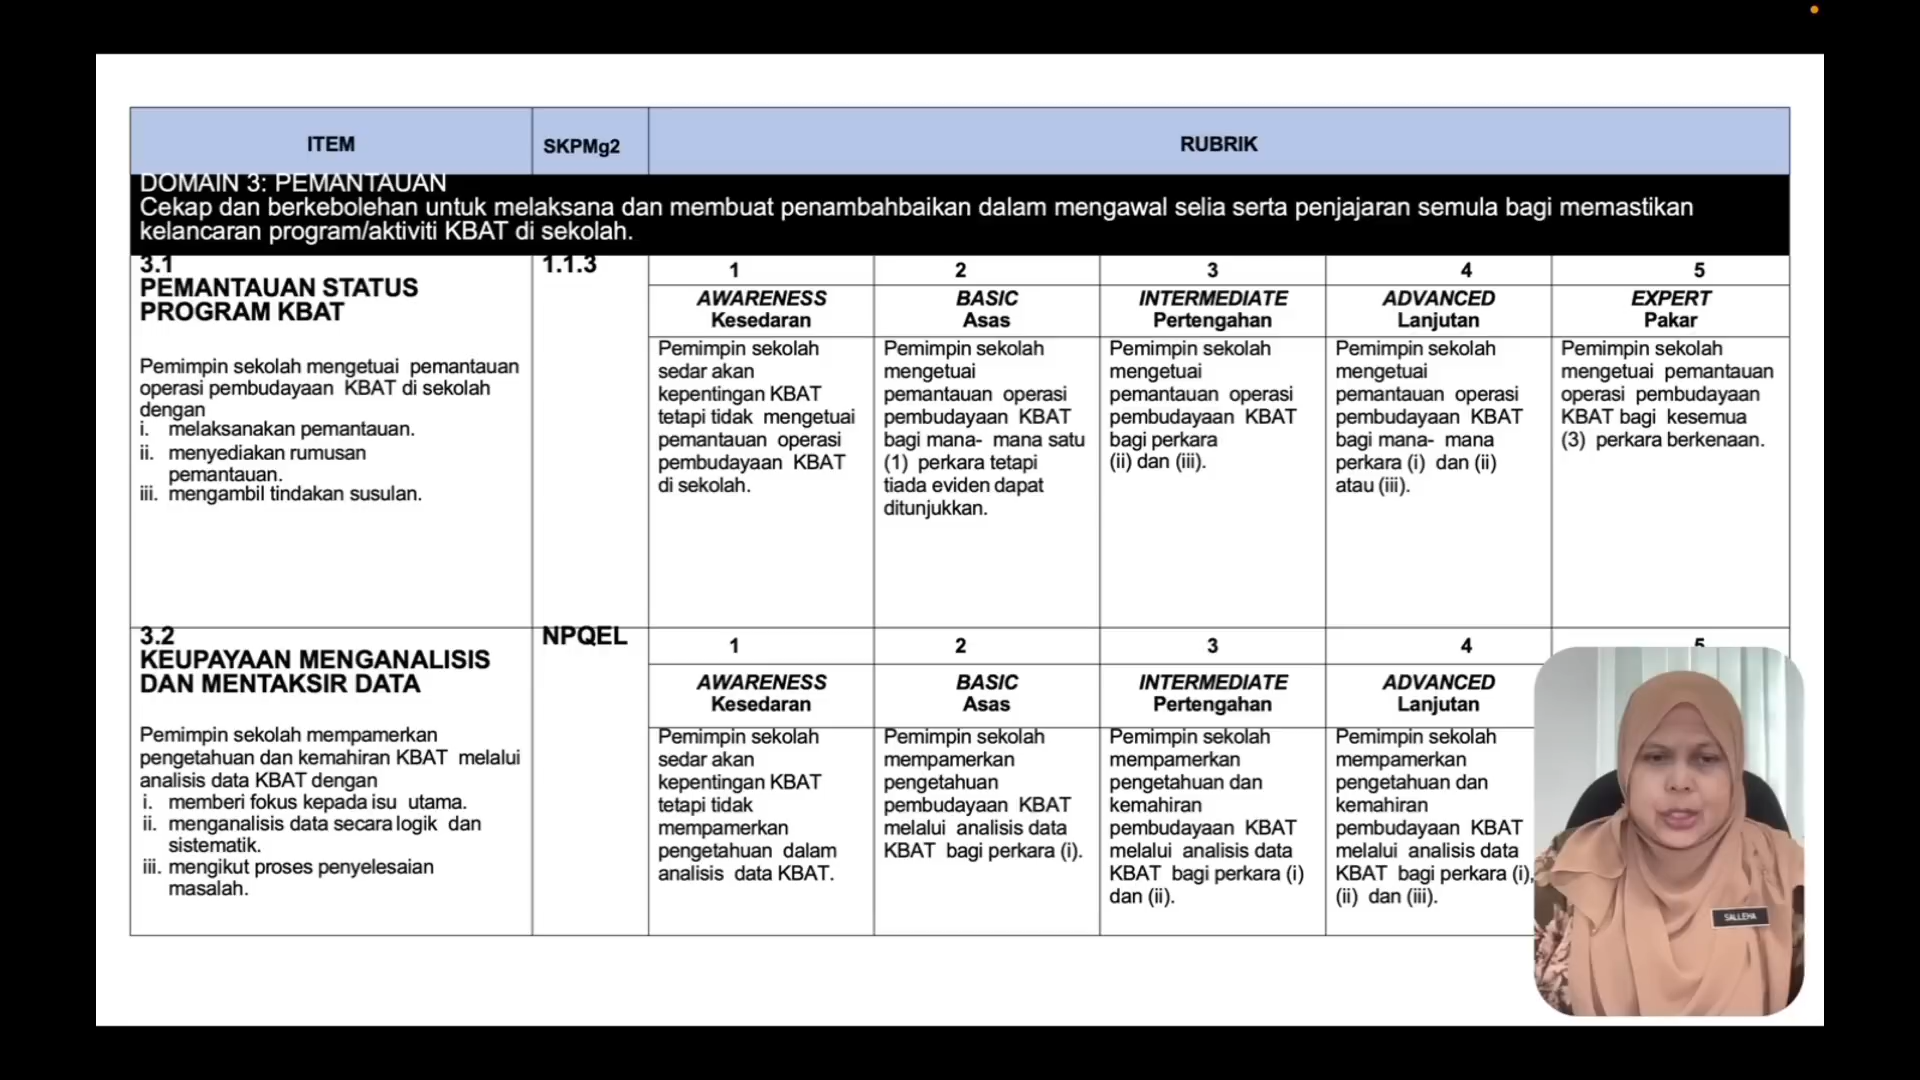 ITEM
SKPMg2
RUBRIK
DOMAIN 3: PEMANTAUAN
Cekap dan berkebolehan untuk melaksana dan membuat penambahbaikan dalam mengawal selia serta penjajaran semula bagi memastikan
kelancaran program/aktiviti KBAT di sekolah.
3.1
PEMANTAUAN STATUS
PROGRAM KBAT
Pemimpin sekolah mengetuai pemantauan
operasi pembudayaan KBAT di sekolah
dengan
i. melaksanakan pemantauan.
ii. menyediakan rumusan
pemantauan.
iii. mengambil tindakan susulan.
1.1.3
1
AWARENESS
Kesedaran
Pemimpin sekolah
sedar akan
kepentingan KBAT
tetapi tidak mengetuai
pemantauan operasi
pembudayaan KBAT
di sekolah.
2
BASIC
Asas
Pemimpin sekolah
mengetuai
pemantauan operasi
pembudayaan KBAT
bagi mana- mana satu
(1) perkara tetapi
tiada eviden dapat
ditunjukkan.
3
INTERMEDIATE
Pertengahan
Pemimpin sekolah
mengetuai
pemantauan operasi
pembudayaan KBAT
bagi perkara
(ii) dan (iii).
4
ADVANCED
Lanjutan
Pemimpin sekolah
mengetuai
pemantauan operasi
pembudayaan KBAT
bagi mana- mana
perkara (i) dan (ii)
atau (iii).
5
EXPERT
Pakar
Pemimpin sekolah
mengetuai pemantauan
operasi pembudayaan
KBAT bagi kesemua
(3) perkara berkenaan.
3.2
KEUPAYAAN MENGANALISIS
DAN MENTAKSIR DATA
Pemimpin sekolah mempamerkan
pengetahuan dan kemahiran KBAT melalui
analisis data KBAT dengan
i. memberi fokus kepada isu utama.
ii. menganalisis data secara logik dan
sistematik.
iii. mengikut proses penyelesaian
masalah.
NPQEL
1
AWARENESS
Kesedaran
Pemimpin sekolah
sedar akan
kepentingan KBAT
tetapi tidak
mempamerkan
pengetahuan dalam
analisis data KBAT.
2
BASIC
Asas
Pemimpin sekolah
mempamerkan
pengetahuan
pembudayaan KBAT
melalui analisis data
KBAT bagi perkara (i).
3
INTERMEDIATE
Pertengahan
Pemimpin sekolah
mempamerkan
pengetahuan dan
kemahiran
pembudayaan KBAT
melalui analisis data
KBAT bagi perkara (i)
dan (ii).
4
ADVANCED
Lanjutan
Pemimpin sekolah
mempamerkan
pengetahuan dan
kemahiran
pembudayaan KBAT
melalui analisis data
KBAT bagi perkara (i),
(ii) dan (iii).
5
SALLEHA